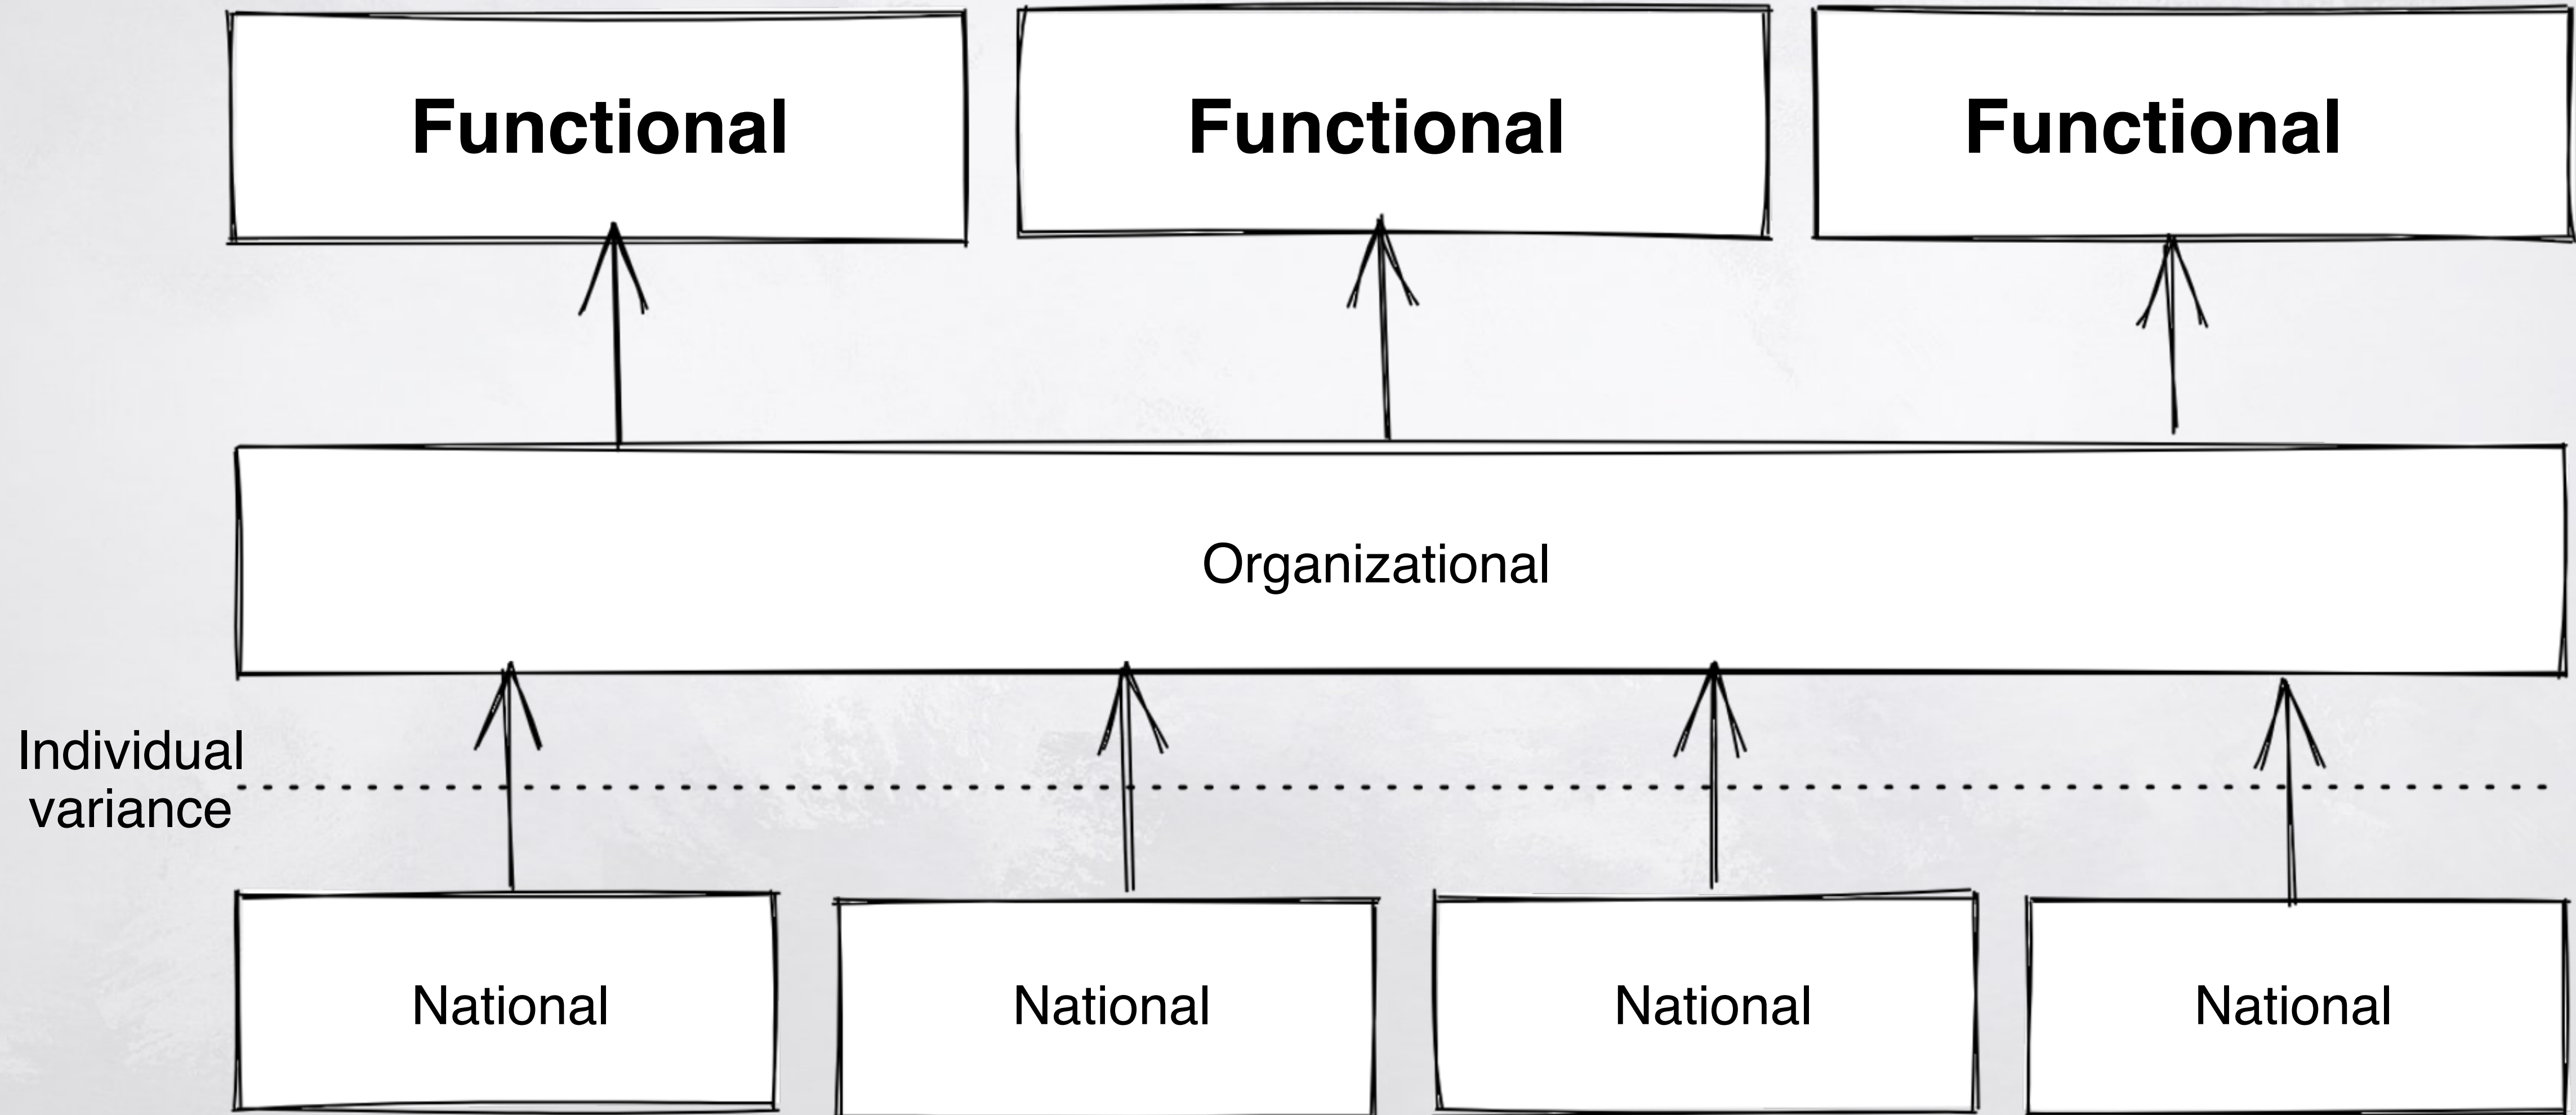 Functional
Functional
Functional
Organizational
Individual
variance
National
National
National
National